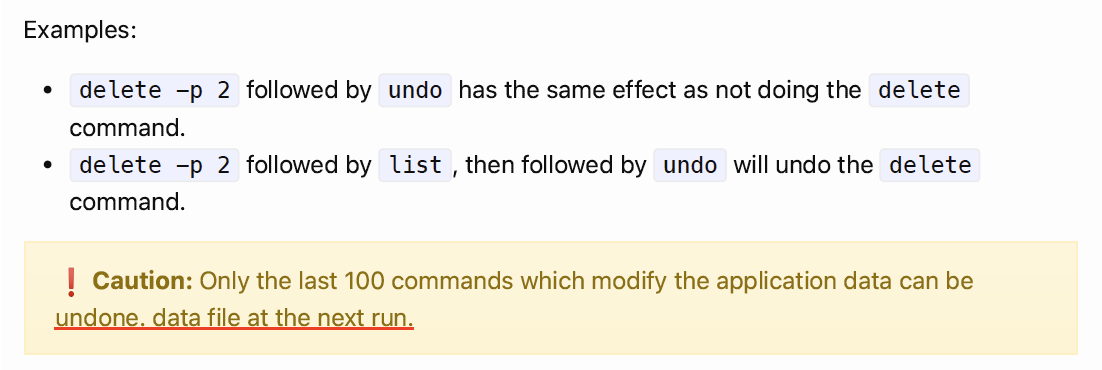 Examples:
• delete -p 2 followed by undo has the same effect as not doing the delete
command.
• delete -p 2 followed by list, then followed by undo will undo the delete
command.
❗ Caution: Only the last 100 commands which modify the application data can be
undone. data file at the next run.